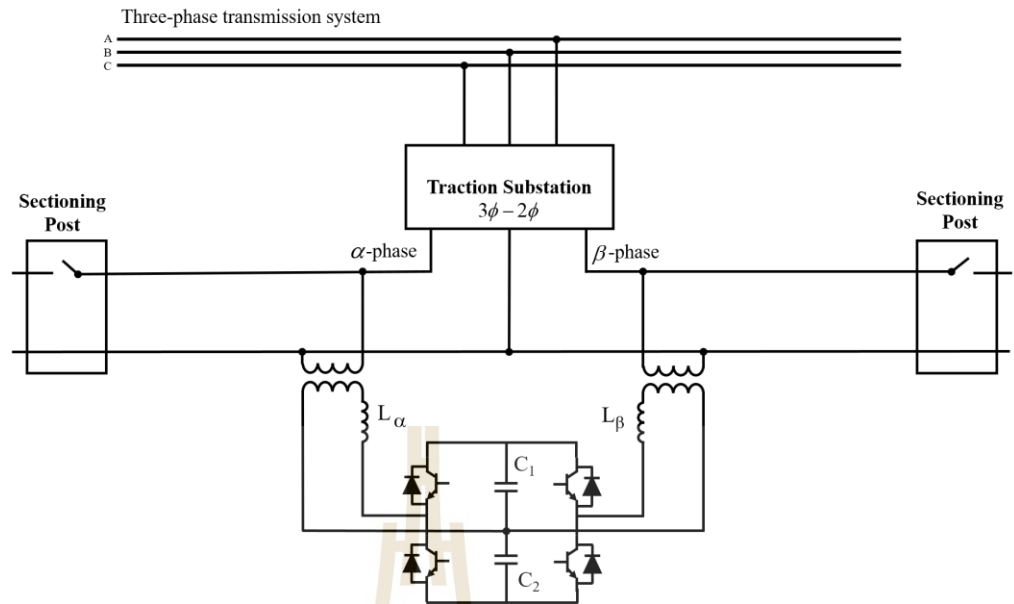 Three-phase transmission system
A
B
C
Traction Substation
3ϕ – 2ϕ
Sectioning
Post
Sectioning
Post
α-phase
β-phase
L α
L β
C1
C2